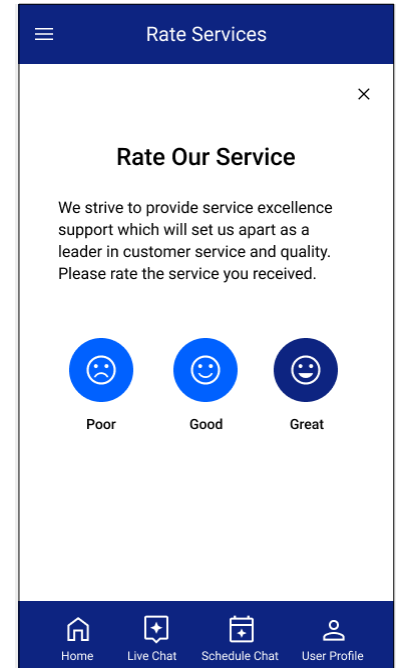 Rate Services
Rate Our Service
We strive to provide service excellence
support which will set us apart as a
leader in customer service and quality.
Please rate the service you received.
Poor Good Great
Home Live Chat Schedule Chat User Profile